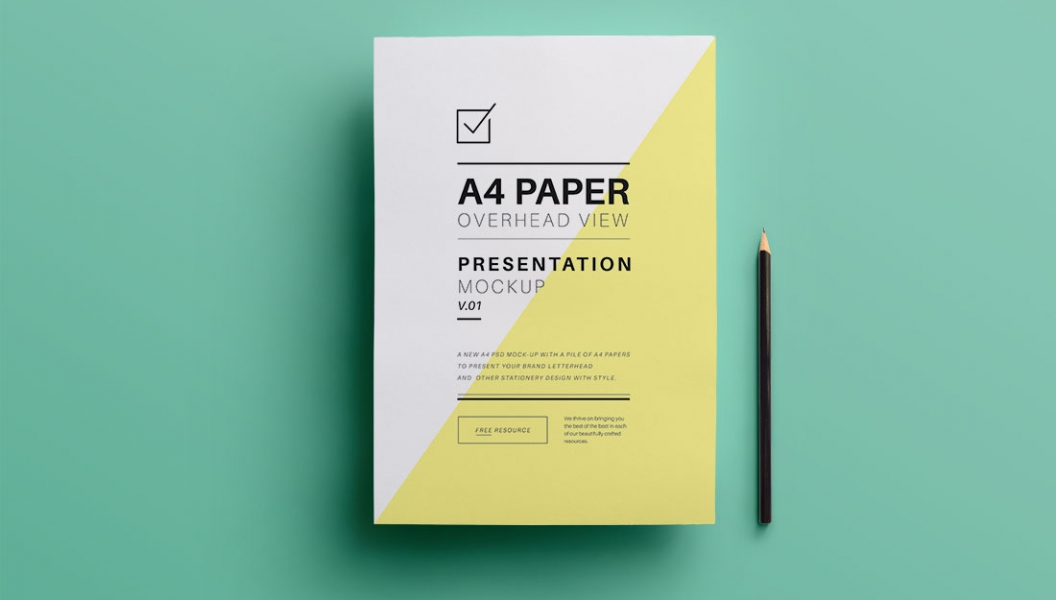 A4 PAPER
OVERHEAD VIEW
PRESENTATION
MOCKUP
V.01
A NEW A4 PSD MOCK-UP WITH A PILE OF A4 PAPERS
TO PRESENT YOUR BRAND LETTERHEAD
AND OTHER STATIONERY DESIGN WITH STYLE.
FREE RESOURCE
We thrive on bringing you
the best of the best in each
of our beautifully crafted
resources.